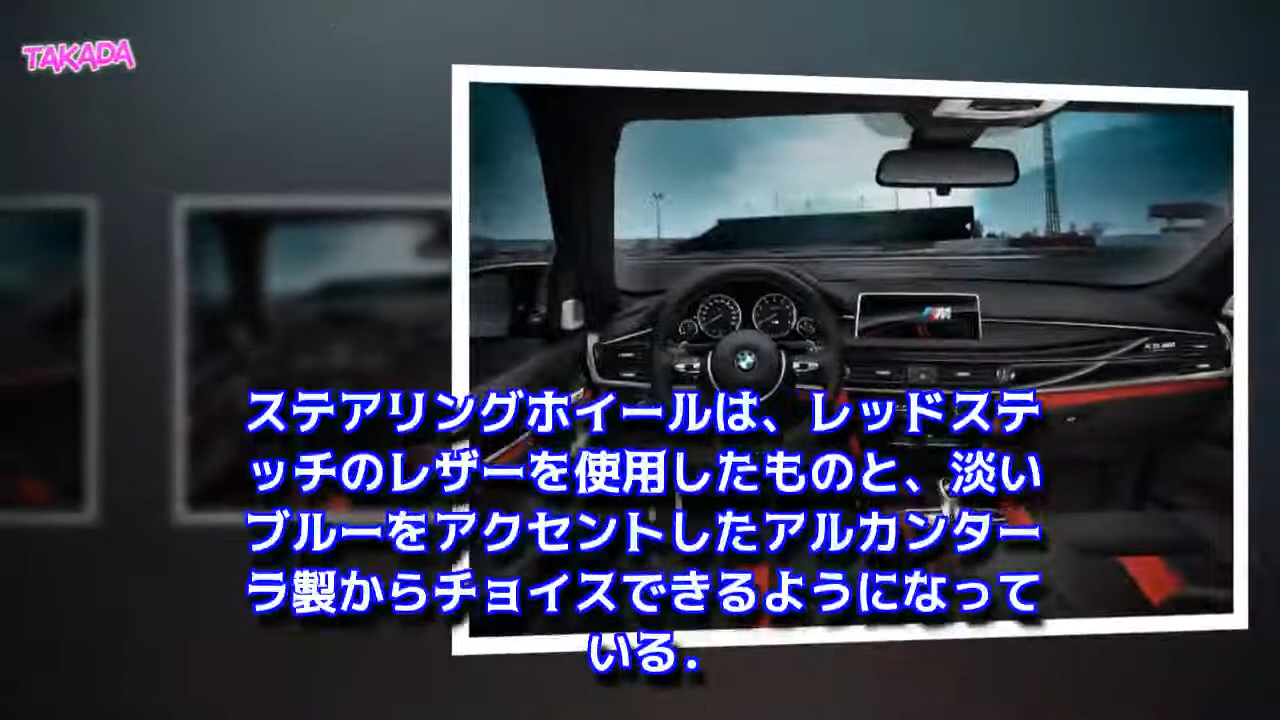 TAKADA
M
ステアリングホイールは、レッドステ
ッチのレザーを使用したものと、淡い
ブルーをアクセントしたアルカンター
ラ製からチョイスできるようになって
いる.